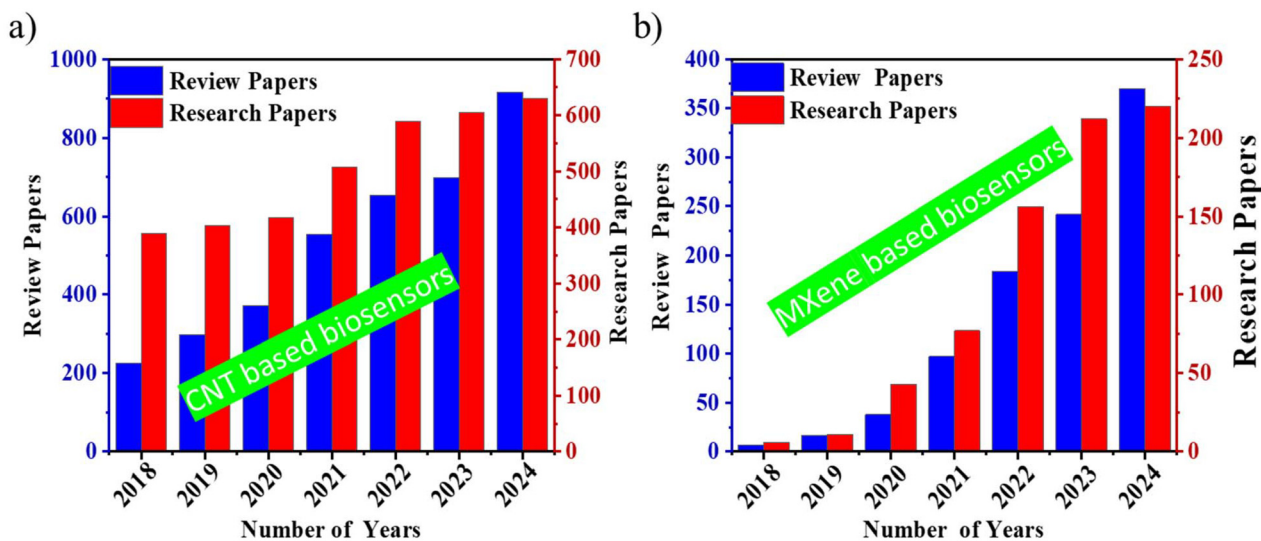 a)
1000
800
600
400
200
0
Review Papers
Review Papers
Research Papers
CNT based biosensors
700
600
500
400
300
200
100
0
Research Papers
2018 2019 2020 2021 2022 2023 2024
Number of Years
b)
400
350
300
250
200
150
100
50
0
Review Papers
Review Papers
Research Papers
MXene based biosensors
250
200
150
100
50
0
Research Papers
2018 2019 2020 2021 2022 2023 2024
Number of Years